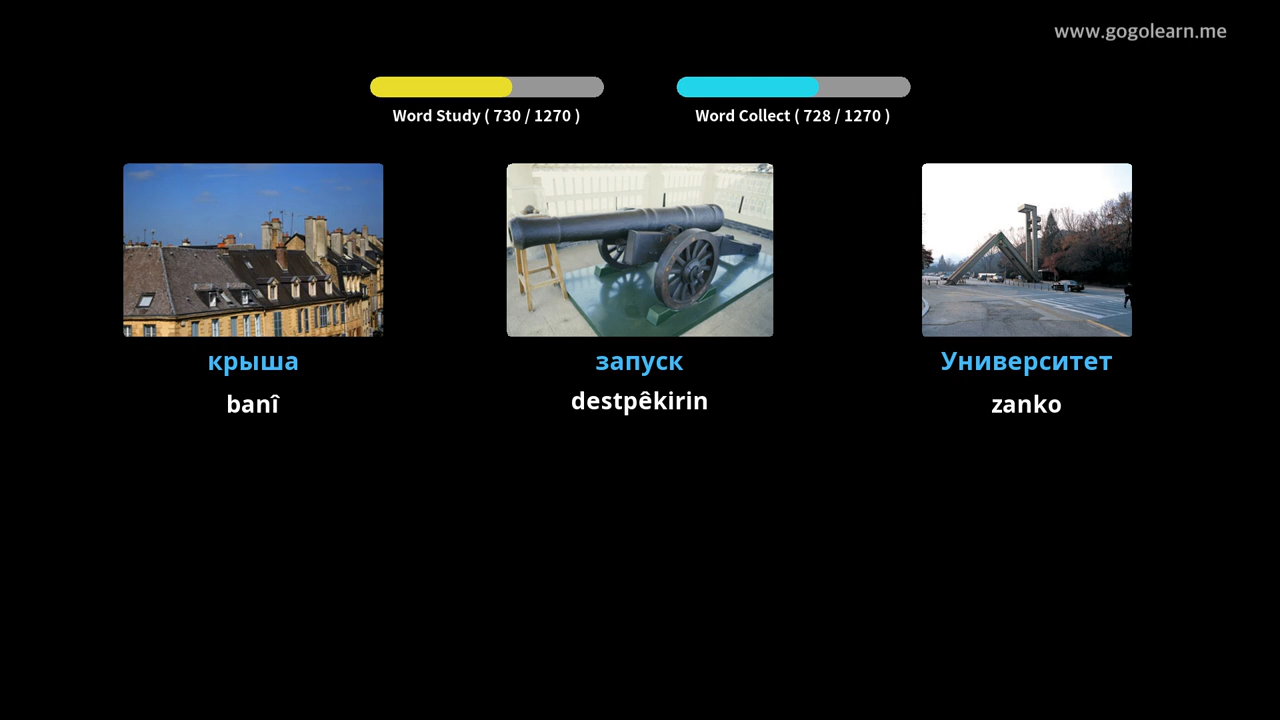 www.gogolearn.me
Word Study ( 730 / 1270 )
Word Collect ( 728 / 1270 )
крыша
запуск
Университет
banî
destpêkirin
zanko